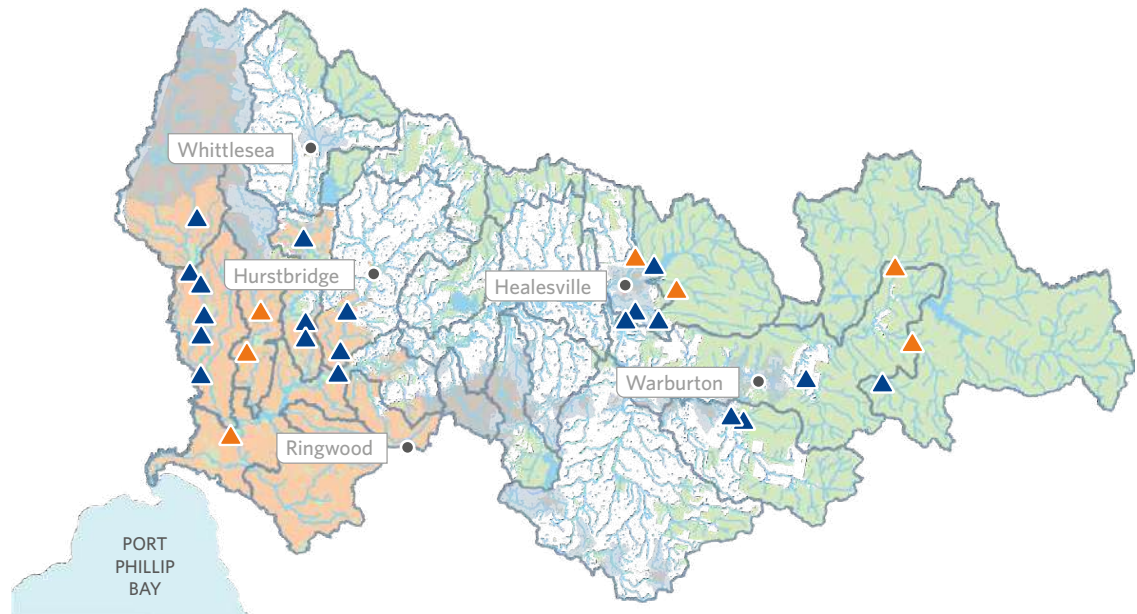 Whittlesea
Hurstbridge
Healesville
Warburton
Ringwood
PORT
PHILLIP
BAY